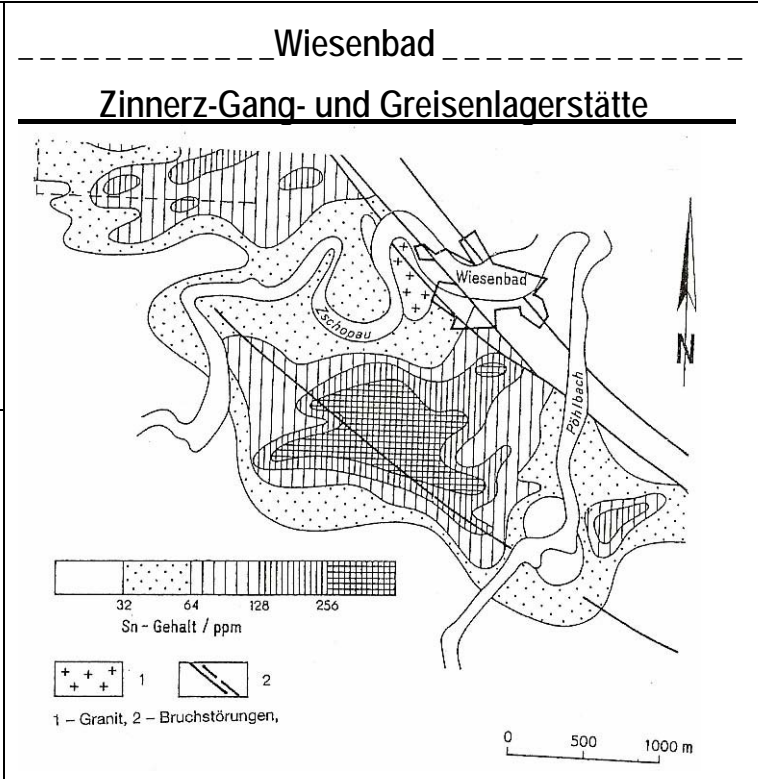 Wiesenbad
Zinnerz-Gang- und Greisenlagerstätte
Wiesenbad
Zschopau
N
Pöhlbach
32 64 128 256
Sn - Gehalt / ppm
+ + + + + 1 2
1 – Granit, 2 – Bruchstörungen,
0 500 1000 m